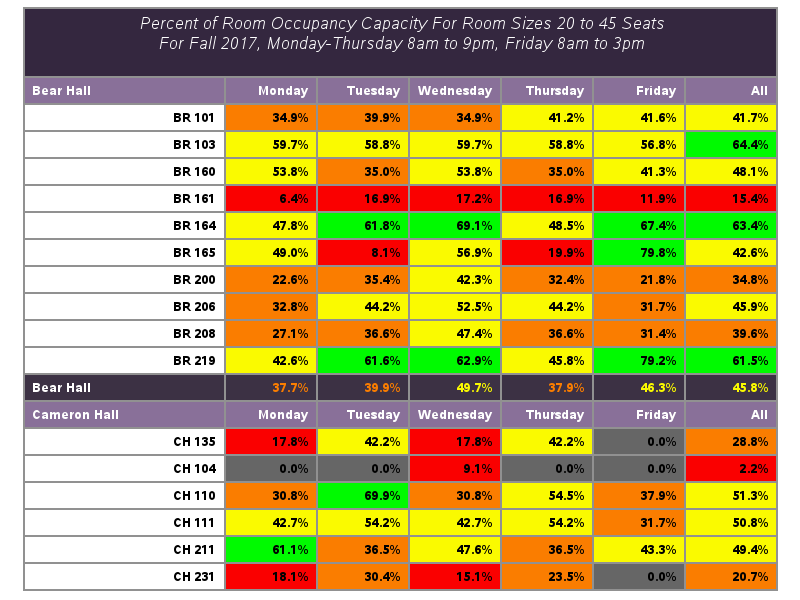 Percent of Room Occupancy Capacity For Room Sizes 20 to 45 Seats
For Fall 2017, Monday-Thursday 8am to 9pm, Friday 8am to 3pm
Bear Hall Monday Tuesday Wednesday Thursday Friday All
BR 101 34.9% 39.9% 34.9% 41.2% 41.6% 41.7%
BR 103 59.7% 58.8% 59.7% 58.8% 56.8% 64.4%
BR 160 53.8% 35.0% 53.8% 35.0% 41.3% 48.1%
BR 161 6.4% 16.9% 17.2% 16.9% 11.9% 15.4%
BR 164 47.8% 61.8% 69.1% 48.5% 67.4% 63.4%
BR 165 49.0% 8.1% 56.9% 19.9% 79.8% 42.6%
BR 200 22.6% 35.4% 42.3% 32.4% 21.8% 34.8%
BR 206 32.8% 44.2% 52.5% 44.2% 31.7% 45.9%
BR 208 27.1% 36.6% 47.4% 36.6% 31.4% 39.6%
BR 219 42.6% 61.6% 62.9% 45.8% 79.2% 61.5%
Bear Hall 37.7% 39.9% 49.7% 37.9% 46.3% 45.8%
Cameron Hall Monday Tuesday Wednesday Thursday Friday All
CH 135 17.8% 42.2% 17.8% 42.2% 0.0% 28.8%
CH 104 0.0% 0.0% 9.1% 0.0% 0.0% 2.2%
CH 110 30.8% 69.9% 30.8% 54.5% 37.9% 51.3%
CH 111 42.7% 54.2% 42.7% 54.2% 31.7% 50.8%
CH 211 61.1% 36.5% 47.6% 36.5% 43.3% 49.4%
CH 231 18.1% 30.4% 15.1% 23.5% 0.0% 20.7%